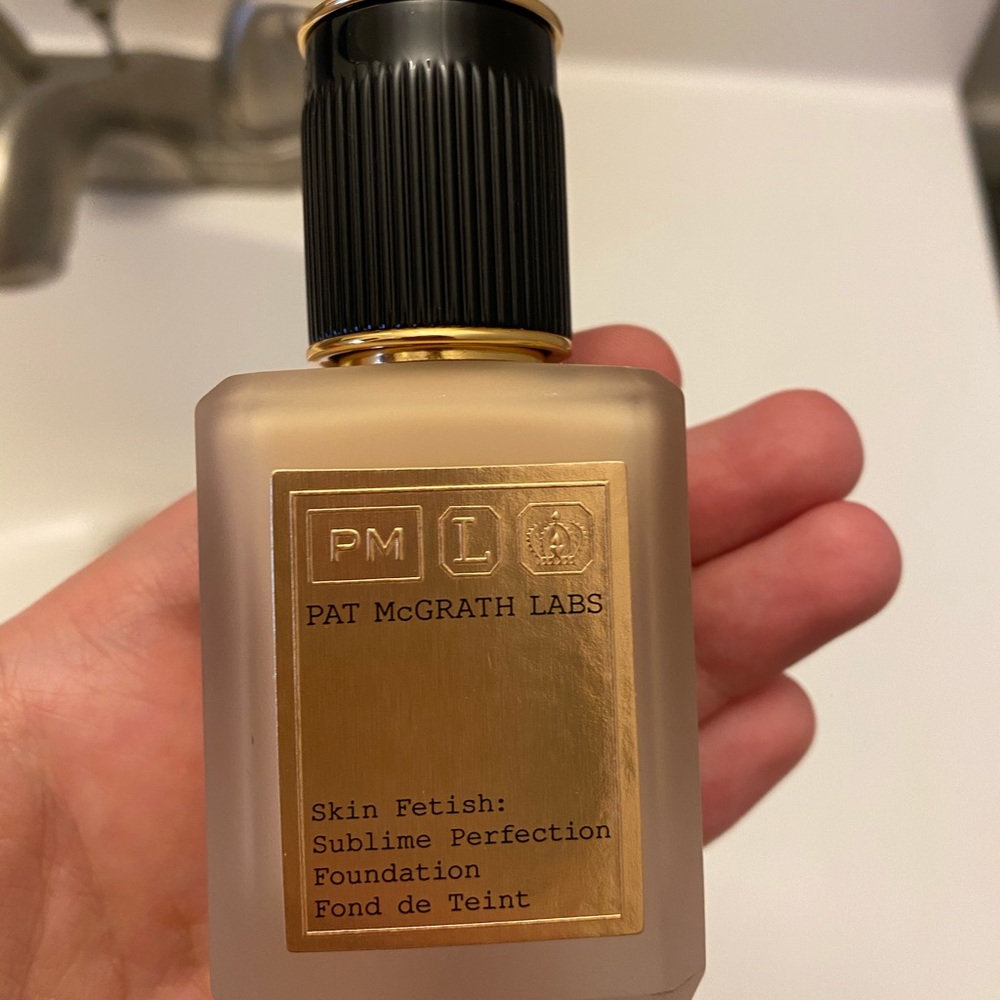 PM L A
PAT McGRATH LABS
Skin Fetish:
Sublime Perfection
Foundation
Fond de Teint